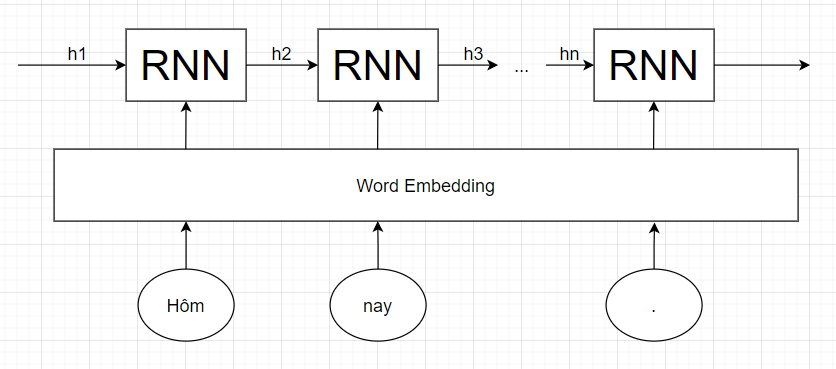 h1 RNN h2 RNN h3 ... hn RNN
Word Embedding
Hôm nay .